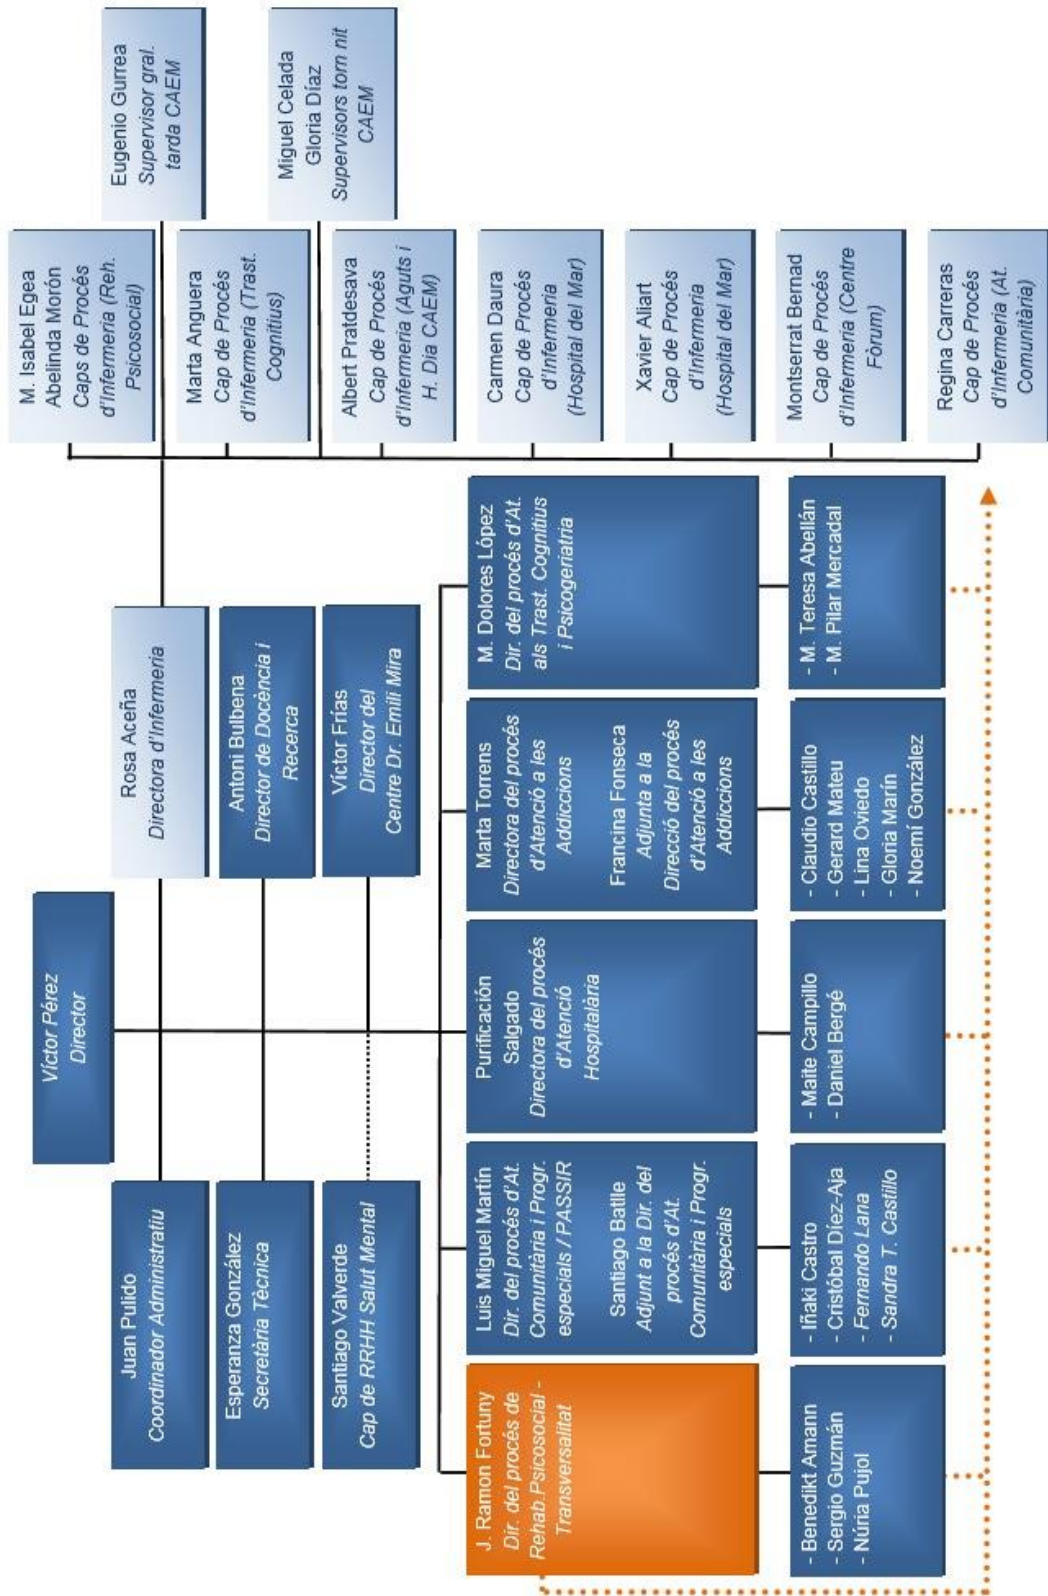 Víctor Pérez
Director
Juan Pulido
Coordinador Administratiu
Rosa Aceña
Directora d'Infermeria
Esperanza González
Secretària Tècnica
Antoni Bulbena
Director de Docència i
Recerca
Santiago Valverde
Cap de RRHH Salut Mental
Víctor Frías
Director del
Centre Dr. Emili Mira
J. Ramon Fortuny
Dir. del procés de
Rehab.Psicosocial -
Transversalitat
Luis Miguel Martín
Dir. del procés d'At.
Comunitària i Progr.
especials / PASSIR
Santiago Batlle
Adjunt a la Dir. del
procés d'At.
Comunitària i Progr.
especials
Purificación
Salgado
Directora del procés
d'Atenció
Hospitalària
Marta Torrens
Directora del procés
d'Atenció a les
Addiccions
Francina Fonseca
Adjunta a la
Direcció del procés
d'Atenció a les
Addiccions
M. Dolores López
Dir. del procés d'At.
als Trast. Cognitius
i Psicogeriatria
- Benedikt Amann
- Sergio Guzmán
- Núria Pujol
- Iñaki Castro
- Cristóbal Díez-Aja
- Fernando Lana
- Sandra T. Castillo
- Maite Campillo
- Daniel Bergé
- Claudio Castillo
- Gerard Mateu
- Lina Oviedo
- Gloria Marín
- Noemí González
- M. Teresa Abellán
- M. Pilar Mercadal
M. Isabel Egea
Abelinda Morón
Caps de Procés
d'Infermeria (Reh.
Psicosocial)
Eugenio Gurrea
Supervisor gral.
tarda CAEM
Marta Anguera
Cap de Procés
d'Infermeria (Trast.
Cognitius)
Miguel Celada
Gloria Díaz
Supervisors torn nit
CAEM
Albert Pratdesava
Cap de Procés
d'Infermeria (Aguts i
H. Dia CAEM)
Carmen Daura
Cap de Procés
d'Infermeria
(Hospital del Mar)
Xavier Aliart
Cap de Procés
d'Infermeria
(Hospital del Mar)
Montserrat Bernad
Cap de Procés
d'Infermeria (Centre
Fòrum)
Regina Carreras
Cap de Procés
d'Infermeria (At.
Comunitària)